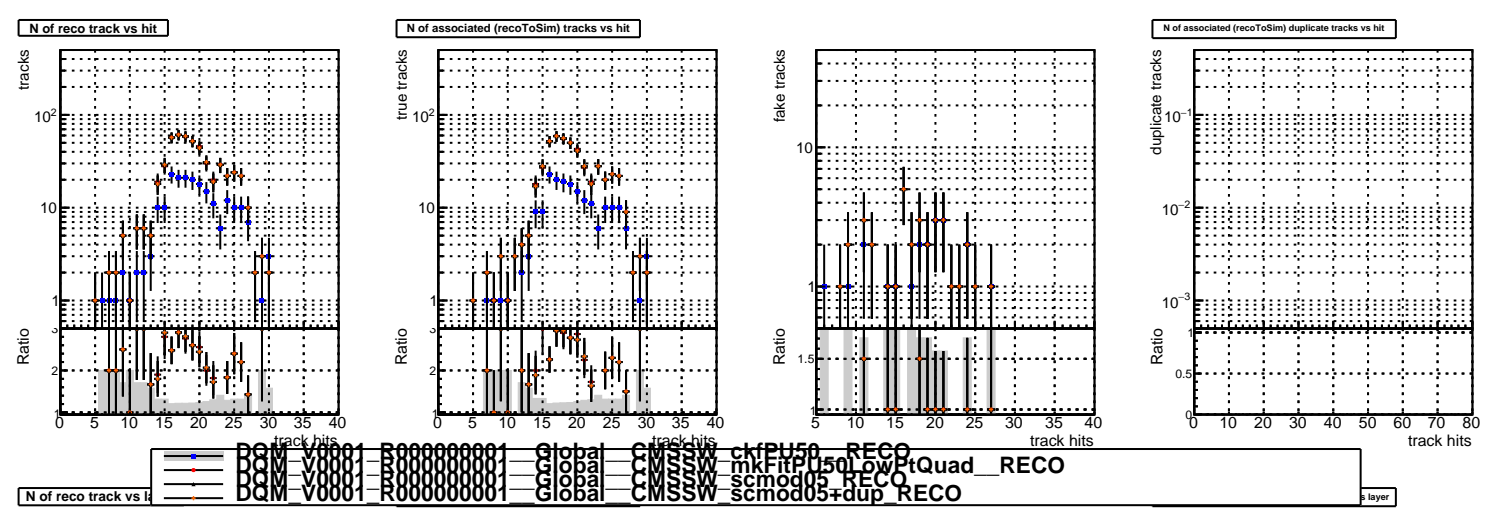 N of reco track vs hit
N of associated (recoToSim) tracks vs hit
N of associated (recoToSim) duplicate tracks vs hit
tracks
10²
10
1
Ratio
2
0 5 10 15 20 25 30 35 40
track hits
true tracks
10²
10
1
Ratio
2
0 5 10 15 20 25 30 35 40
track hits
fake tracks
10
1
Ratio
1.5
1
5 10 15 20 25 30 35 40
track hits
duplicate tracks
10⁻¹
10⁻²
10⁻³
Ratio
1
0.5
0
0 10 20 30 40 50 60 70 80
track hits
DQM_V0001_R000000001__Global__CMSSW_ckfPU50__RECO
DQM_V0001_R000000001__Global__CMSSW_mkFitPU50LowPtQuad__RECO
DQM_V0001_R000000001__Global__CMSSW_scmod05_RECO
DQM_V0001_R000000001__Global__CMSSW_scmod05+dup_RECO
N of reco track vs la
s layer